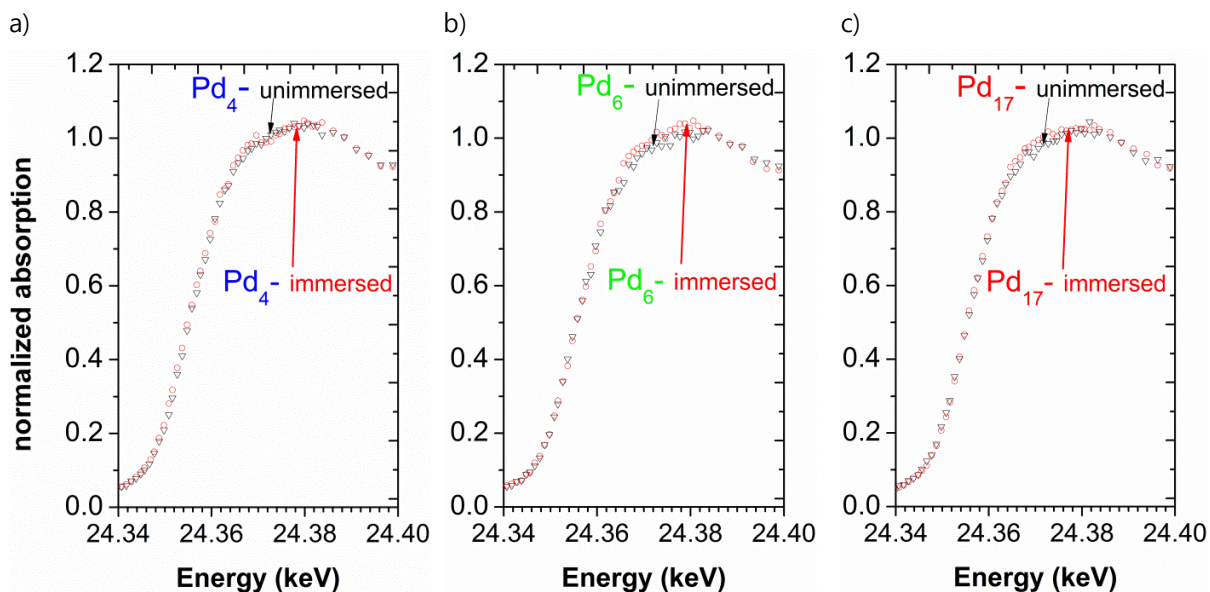 a)
b)
c)
normalized absorption
1.2
1.0
0.8
0.6
0.4
0.2
0.0
Pd4- unimmersed
Pd4- immersed
24.34 24.36 24.38 24.40
Energy (keV)
1.2
1.0
0.8
0.6
0.4
0.2
0.0
Pd6- unimmersed
Pd6- immersed
24.34 24.36 24.38 24.40
Energy (keV)
1.2
1.0
0.8
0.6
0.4
0.2
0.0
Pd17- unimmersed
Pd17- immersed
24.34 24.36 24.38 24.40
Energy (keV)